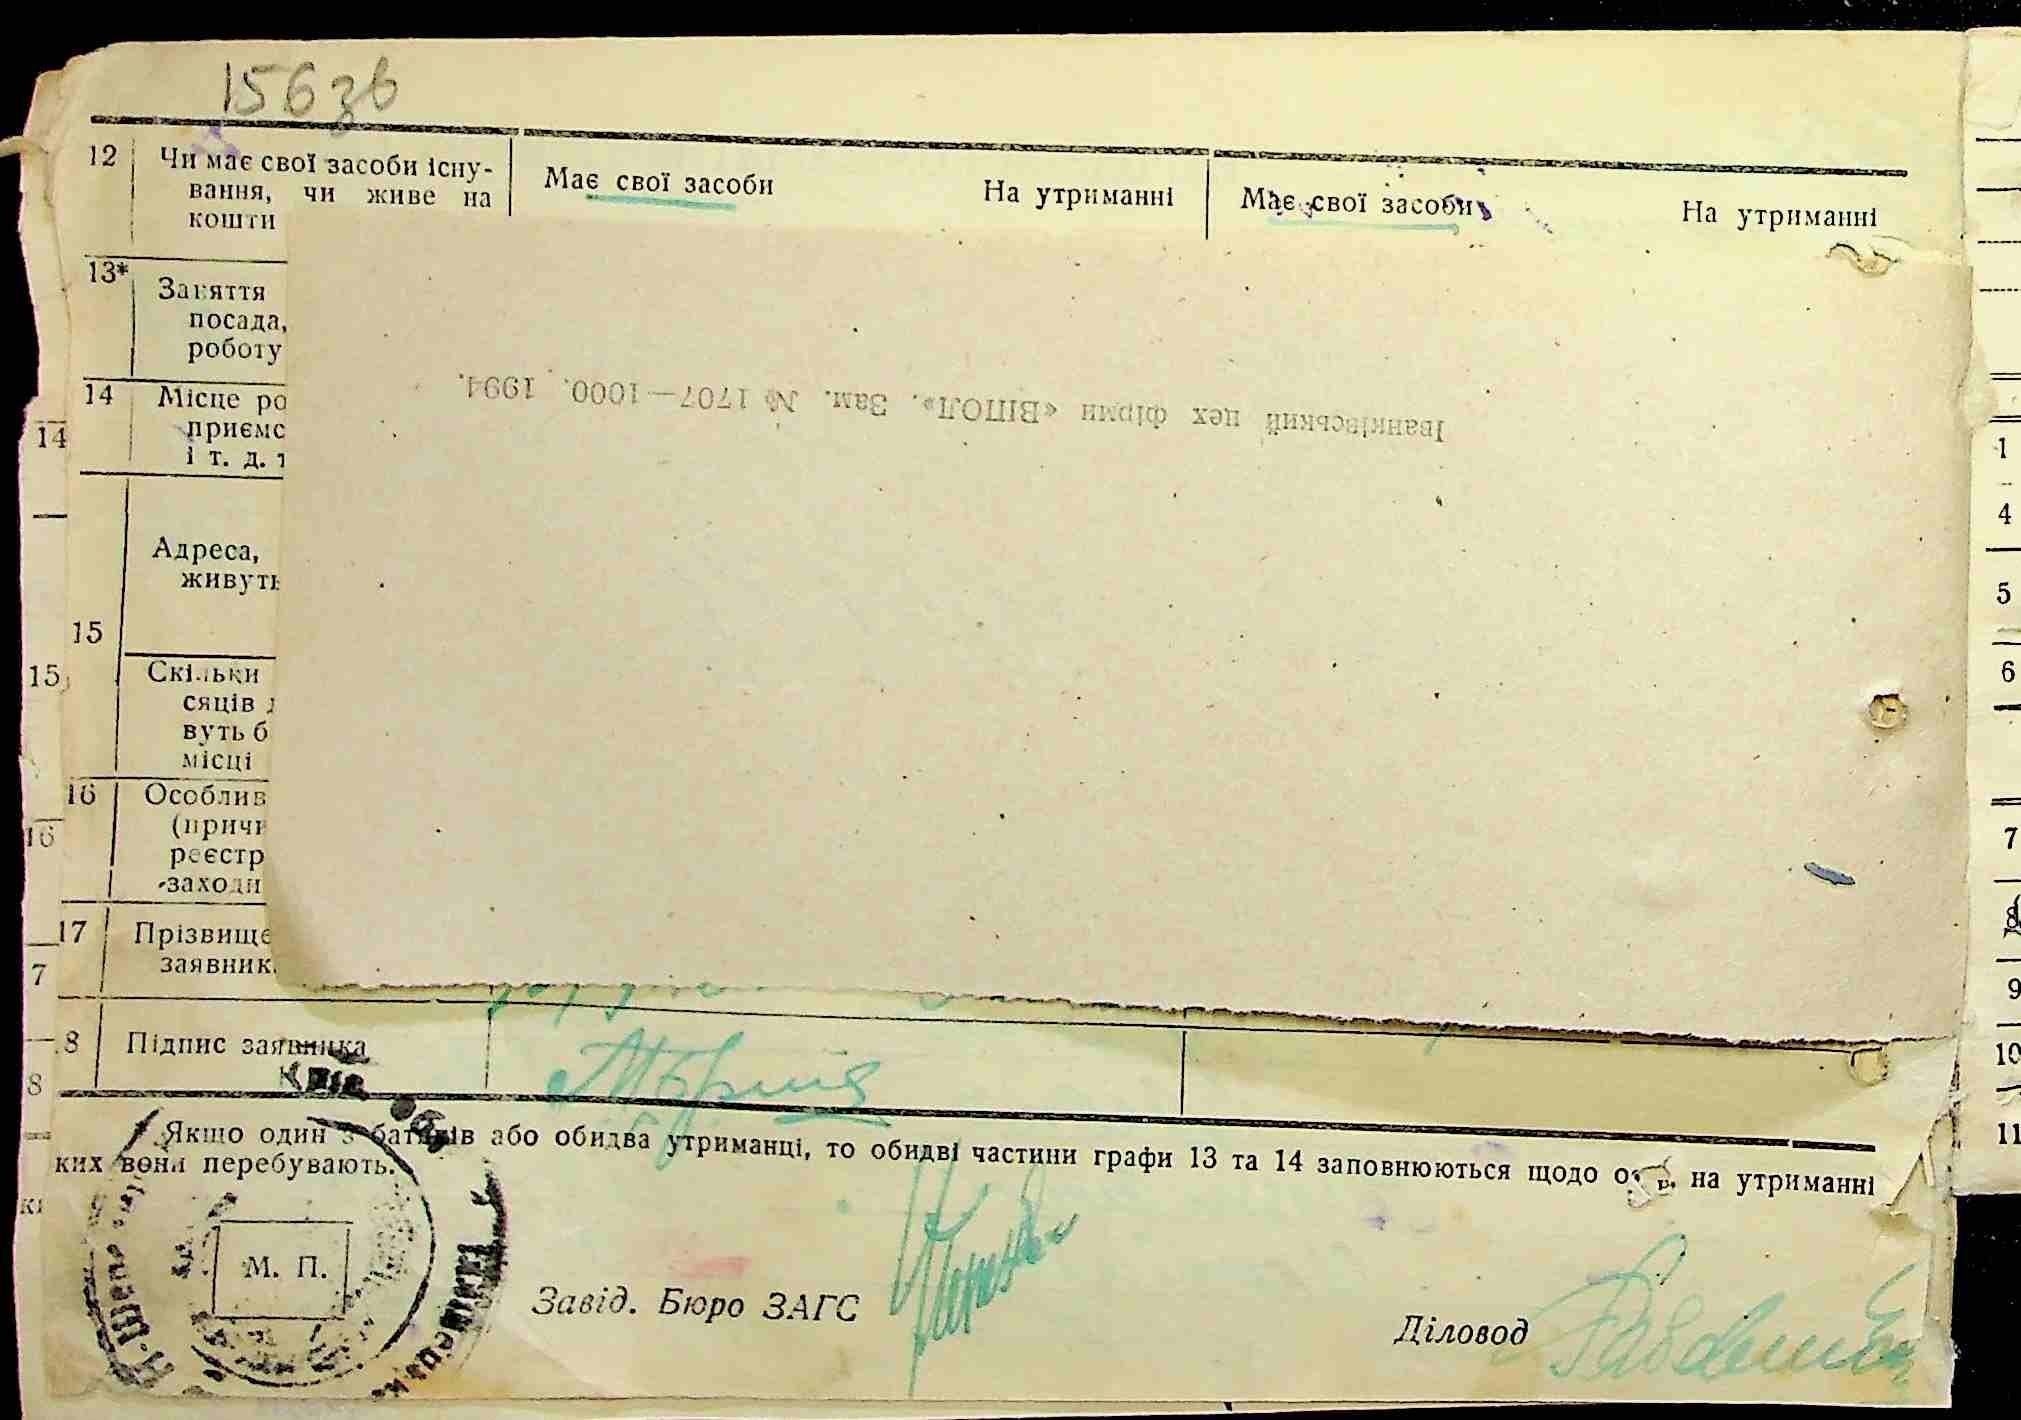 156зв
12 Чи має свої засоби існу-
вання, чи живе на
кошти
Має свої засоби На утриманні Має свої засоби На утриманні
13* Заняття
посада,
роботу
14 Місце ро
приємс
і т. д. т
14
Іванківський цех фірми «ВІПОЛ». Зам. № 1707—1000. 1994.
15
Адреса,
живуть
15
Скільки
сяців
вуть б
місці
16 Особлив
(причи
реєстр
заходи
16
17 Прізвище
заявник
7
8 Підпис заявника
8
Якщо один з батьків або обидва утриманці, то обидві частини графи 13 та 14 заповнюються щодо на утриманні
ких вони перебувають.
М. П.
Завід. Бюро ЗАГС
Діловод
1
4
5
6
7
8
9
10
11